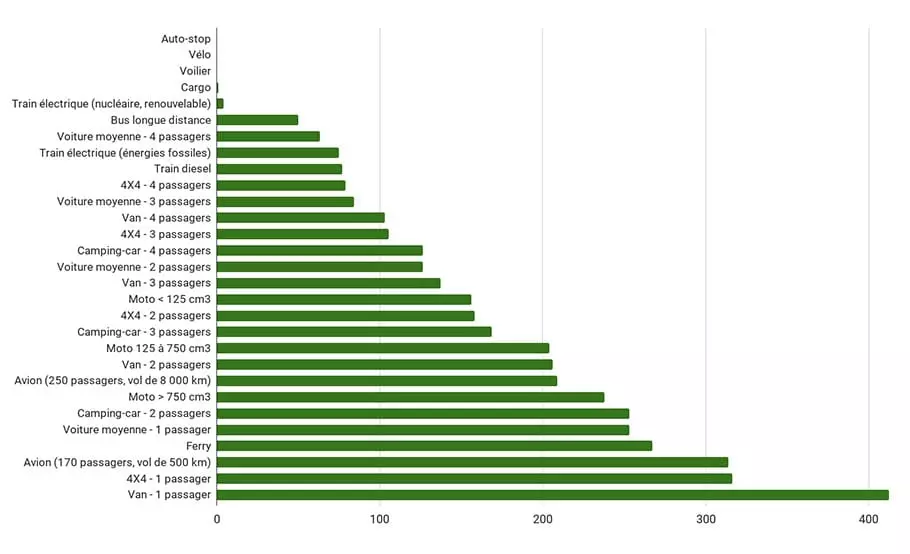 Auto-stop
Vélo
Voilier
Cargo
Train électrique (nucléaire, renouvelable)
Bus longue distance
Voiture moyenne - 4 passagers
Train électrique (énergies fossiles)
Train diesel
4X4 - 4 passagers
Voiture moyenne - 3 passagers
Van - 4 passagers
4X4 - 3 passagers
Camping-car - 4 passagers
Voiture moyenne - 2 passagers
Van - 3 passagers
Moto < 125 cm3
4X4 - 2 passagers
Camping-car - 3 passagers
Moto 125 à 750 cm3
Van - 2 passagers
Avion (250 passagers, vol de 8 000 km)
Moto > 750 cm3
Camping-car - 2 passagers
Voiture moyenne - 1 passager
Ferry
Avion (170 passagers, vol de 500 km)
4X4 - 1 passager
Van - 1 passager
0 100 200 300 400